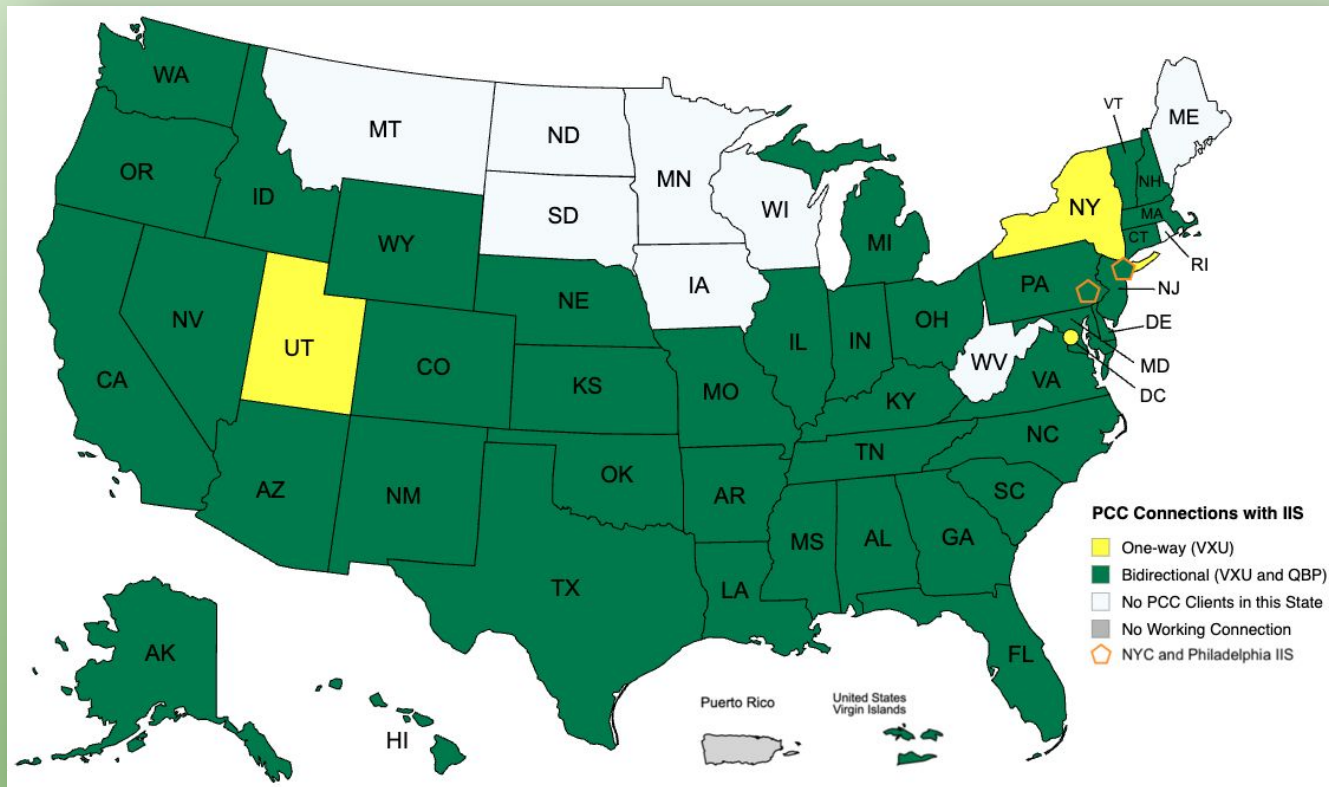 WA
MT
ND
MN
VT
ME
OR
ID
SD
WI
NY
NH
WY
MI
MA
CT
RI
IA
PA
NJ
NE
NV
UT
IL
IN
OH
DE
CO
WV
MD
CA
KS
MO
VA
DC
KY
NC
TN
OK
AZ
NM
AR
SC
MS
AL
GA
PCC Connections with IIS
One-way (VXU)
Bidirectional (VXU and QBP)
TX
LA
No PCC Clients in this State
No Working Connection
NYC and Philadelphia IIS
AK
FL
Puerto Rico
United States
Virgin Islands
HI